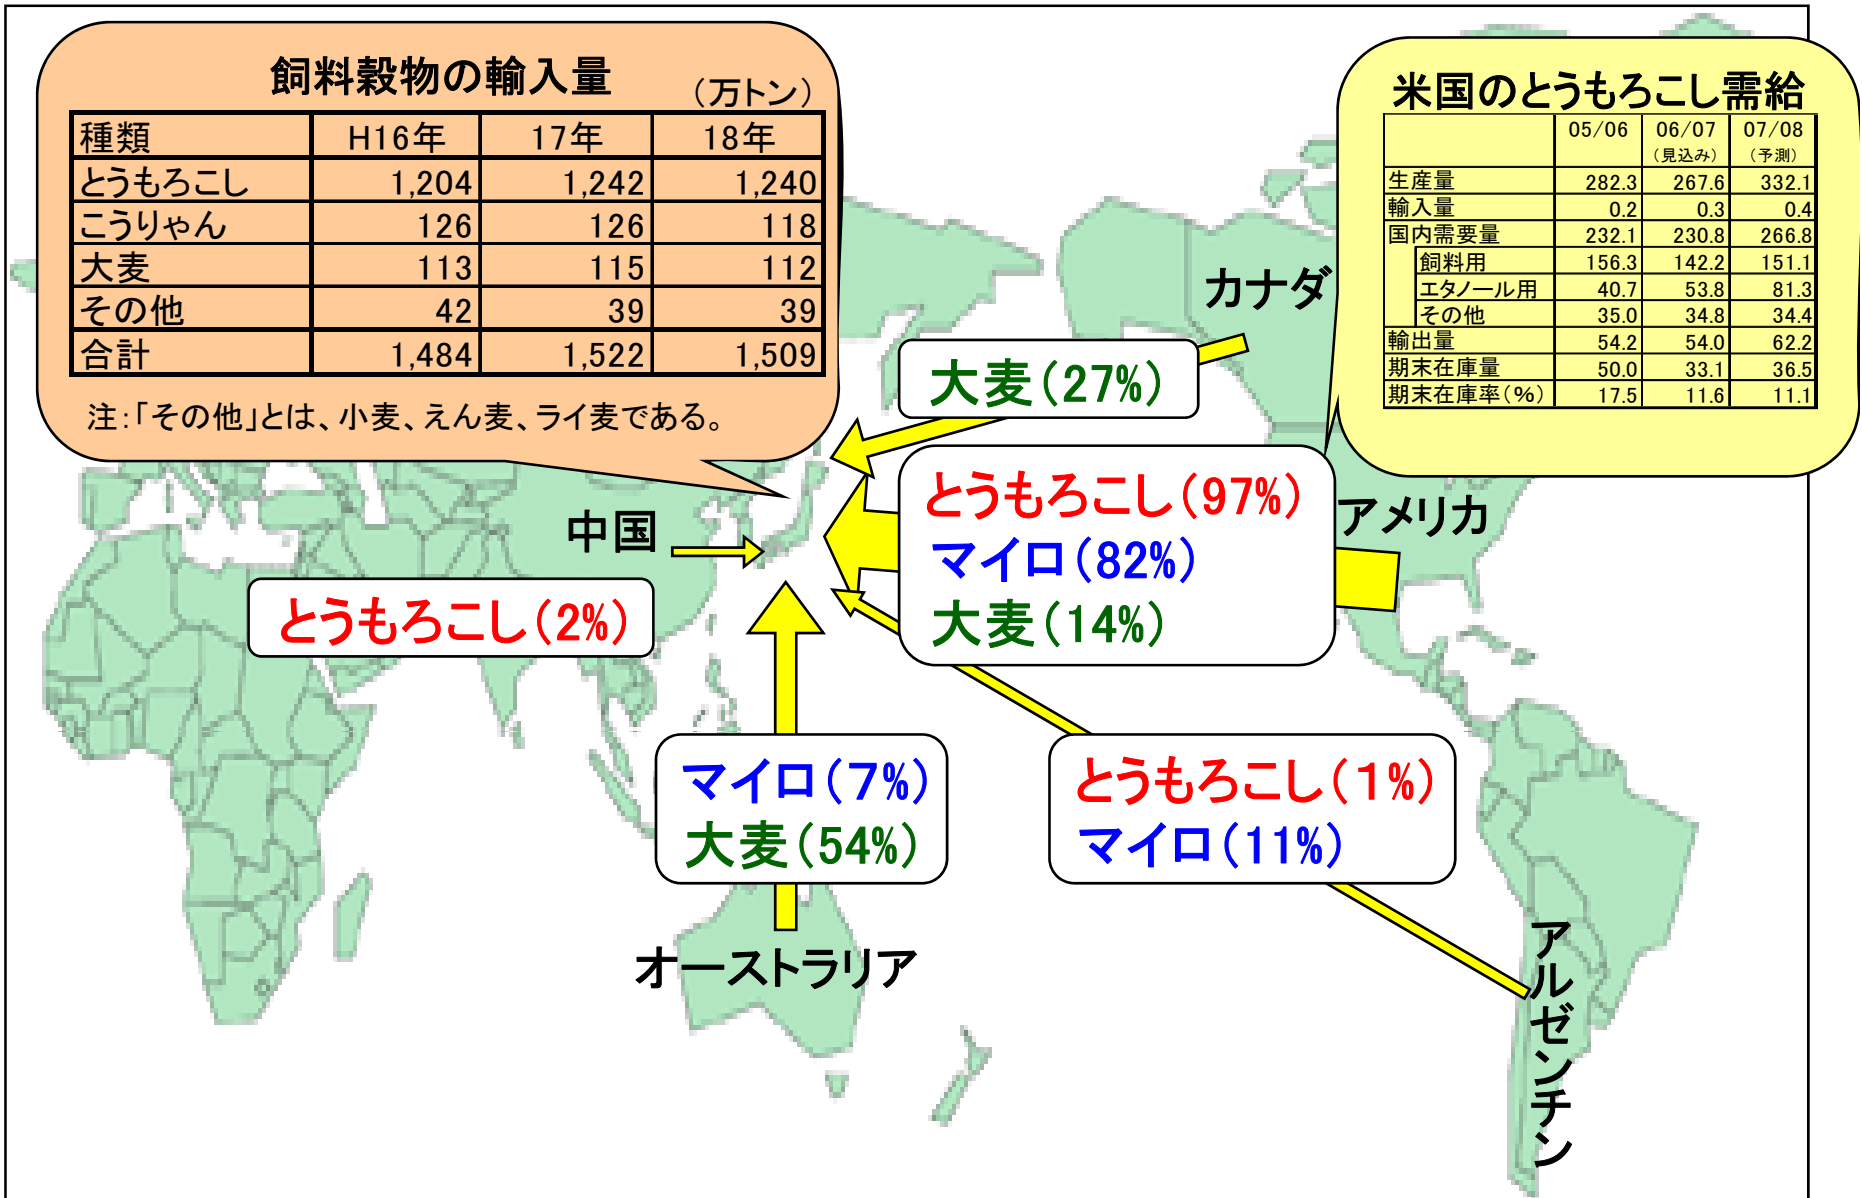 飼料穀物の輸入量
（万トン）
種類 H16年 17年 18年
とうもろこし 1,204 1,242 1,240
こうりゃん 126 126 118
大麦 113 115 112
その他 42 39 39
合計 1,484 1,522 1,509
注：「その他」とは、小麦、えん麦、ライ麦である。
米国のとうもろこし需給
05/06 06/07 07/08
（見込み） （予測）
生産量 282.3 267.6 332.1
輸入量 0.2 0.3 0.4
国内需要量 232.1 230.8 266.8
飼料用 156.3 142.2 151.1
エタノール用 40.7 53.8 81.3
その他 35.0 34.8 34.4
輸出量 54.2 54.0 62.2
期末在庫量 50.0 33.1 36.5
期末在庫率（％） 17.5 11.6 11.1
カナダ
大麦（27%）
アメリカ
とうもろこし（97%）
マイロ（82%）
大麦（14%）
中国
とうもろこし（2%）
マイロ（7%）
大麦（54%）
オーストラリア
とうもろこし（1%）
マイロ（11%）
アルゼンチン